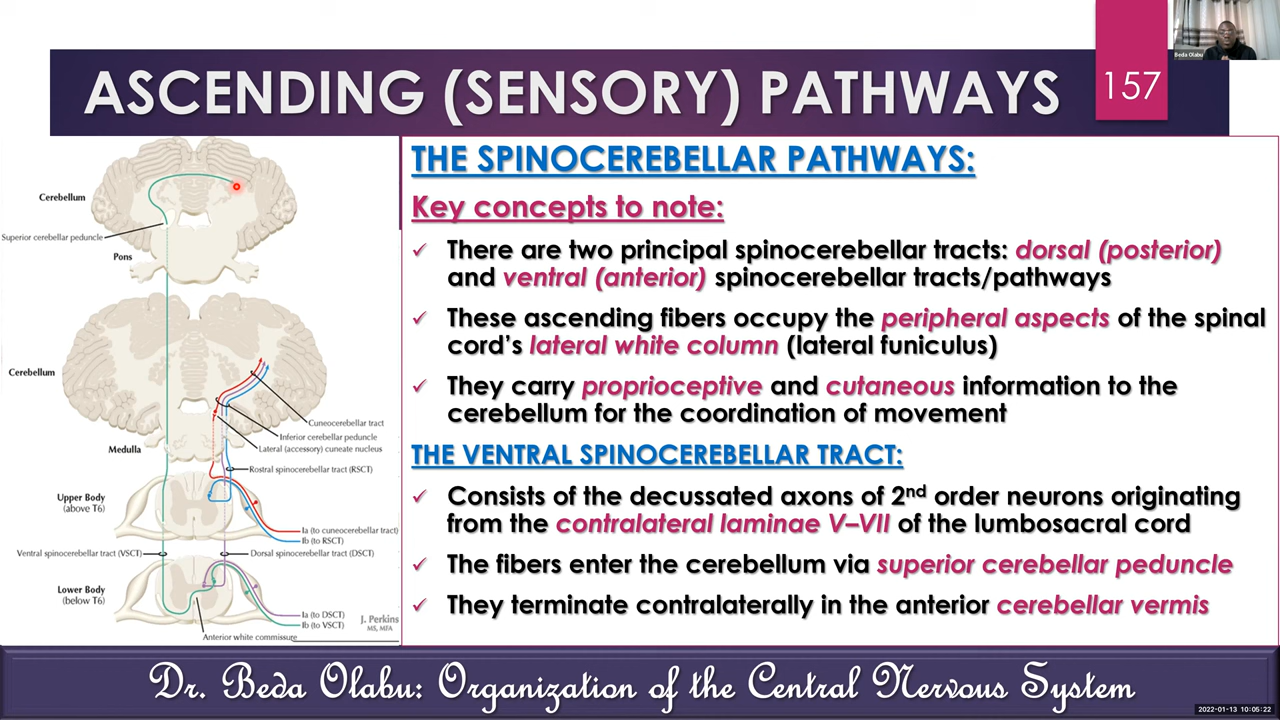 Beda Olabu
ASCENDING (SENSORY) PATHWAYS
157
Cerebellum
Superior cerebellar peduncle
Pons
Cerebellum
Cuneocerebellar tract
Inferior cerebellar peduncle
Lateral (accessory) cuneate nucleus
Medulla
Rostral spinocerebellar tract (RSCT)
Upper Body
(above T6)
Ia (to cuneocerebellar tract)
Ib (to RSCT)
Ventral spinocerebellar tract (VSCT)
Dorsal spinocerebellar tract (DSCT)
Lower Body
(below T6)
Ia (to DSCT)
Ib (to VSCT)
J. Perkins
MS, MFA
Anterior white commissure
THE SPINOCEREBELLAR PATHWAYS:
Key concepts to note:
✓ There are two principal spinocerebellar tracts: dorsal (posterior)
and ventral (anterior) spinocerebellar tracts/pathways
✓ These ascending fibers occupy the peripheral aspects of the spinal
cord’s lateral white column (lateral funiculus)
✓ They carry proprioceptive and cutaneous information to the
cerebellum for the coordination of movement
THE VENTRAL SPINOCEREBELLAR TRACT:
✓ Consists of the decussated axons of 2nd order neurons originating
from the contralateral laminae V–VII of the lumbosacral cord
✓ The fibers enter the cerebellum via superior cerebellar peduncle
✓ They terminate contralaterally in the anterior cerebellar vermis
Dr. Beda Olabu: Organization of the Central Nervous System
2022-01-13 10:05:22